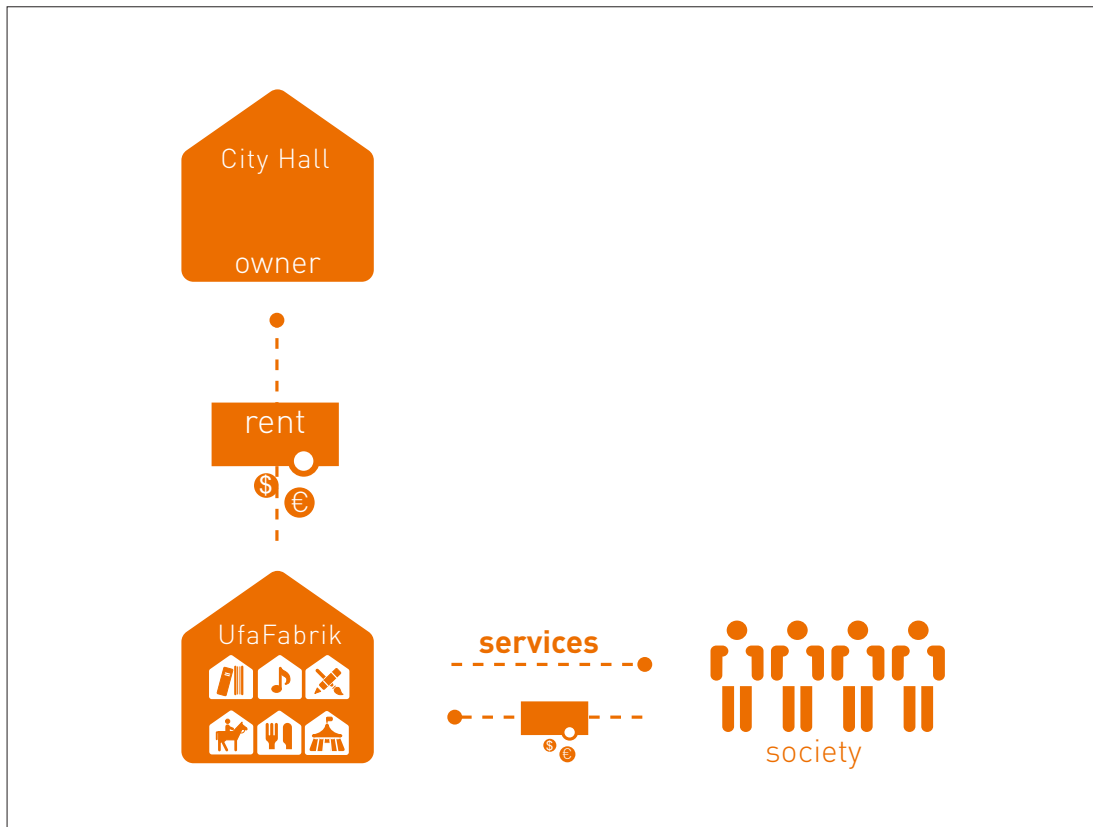 City Hall
owner
rent
$
€
UfaFabrik
services
$
€
society